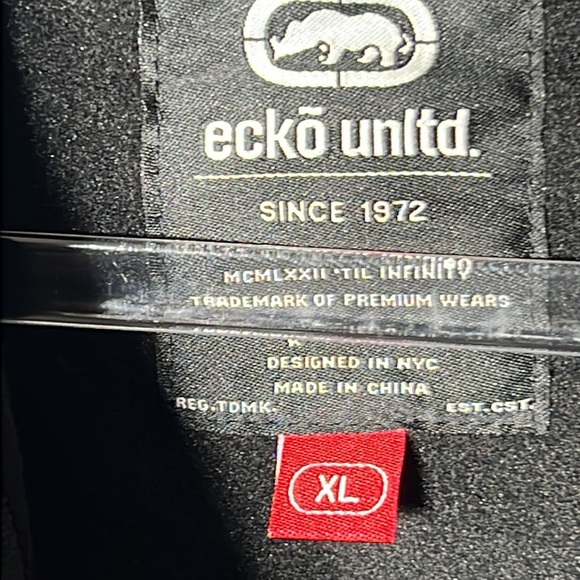 eckō unltd.
SINCE 1972
MCMLXXII 'TIL INFINITY
TRADEMARK OF PREMIUM WEARS
DESIGNED IN NYC
MADE IN CHINA
REG.TDMK. EST.CST.
XL